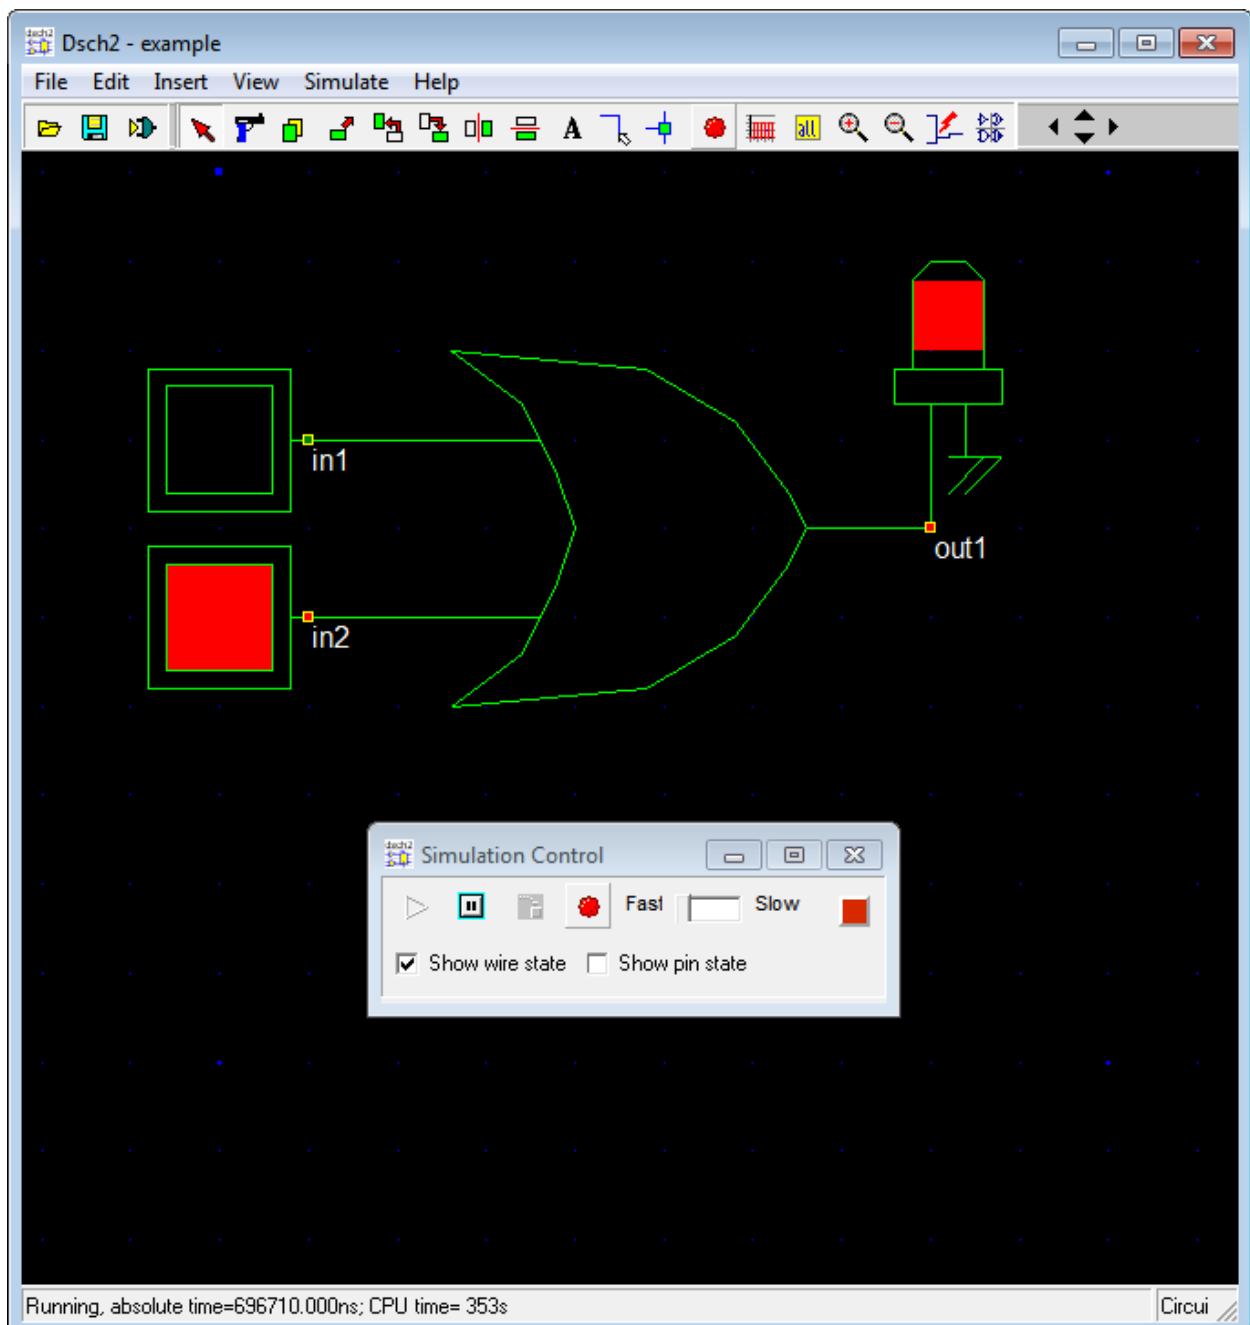 Dsch2 - example
File Edit Insert View Simulate Help
A
all
in1
in2
out1
Simulation Control
Fast Slow
Show wire state Show pin state
Running, absolute time=696710.000ns; CPU time= 353s
Circui